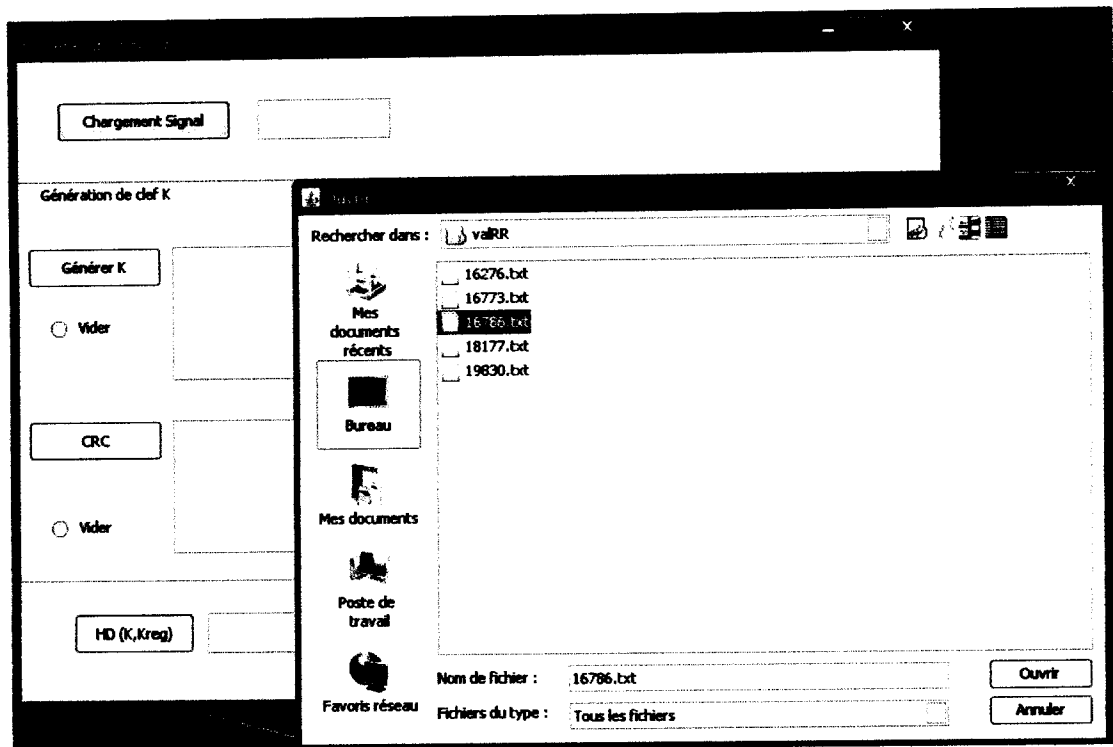 Chargement Signal
Génération de clef K
Générer K
Vider
CRC
Vider
HD (K,Kreg)
Rechercher dans :
valRR
Mes documents récents
Bureau
Mes documents
Poste de travail
Favoris réseau
16276.txt
16773.txt
16786.txt
18177.txt
19830.txt
Nom de fichier :
16786.txt
Ouvrir
Fichiers du type :
Tous les fichiers
Annuler